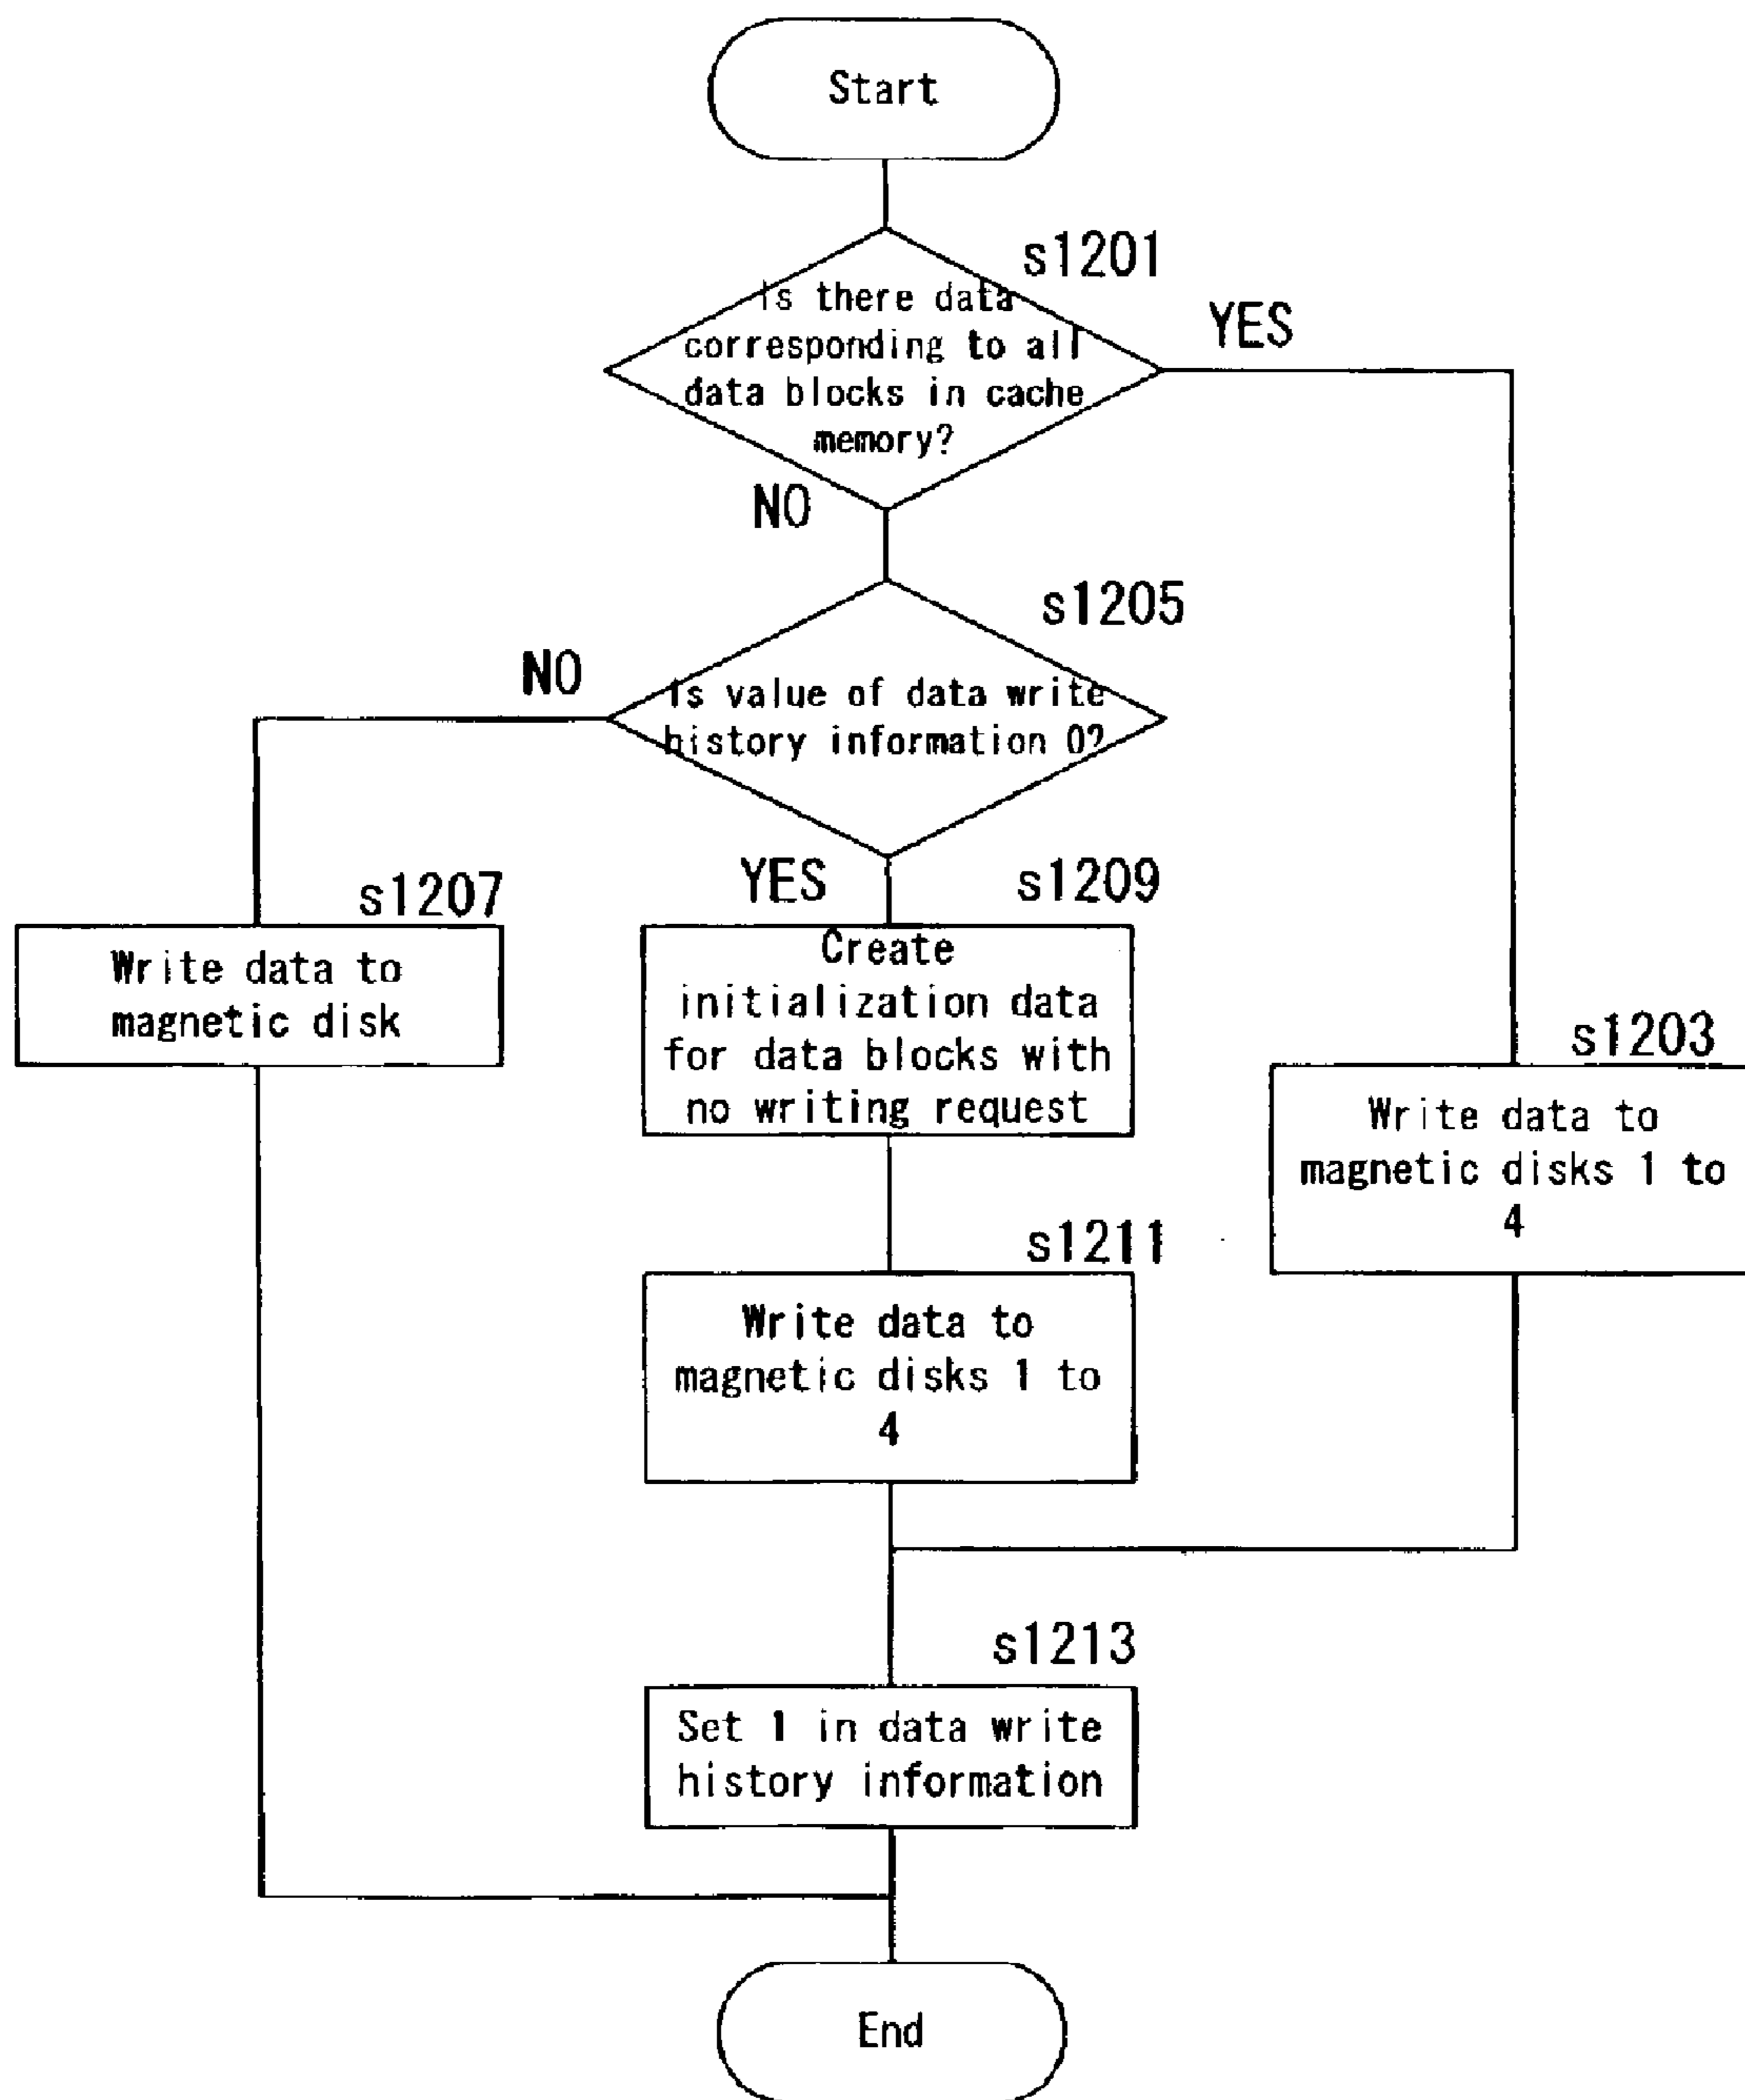 Start
s1201
Is there data
corresponding to all
data blocks in cache
memory?
YES
NO
s1205
NO
Is value of data write
history information 0?
YES
s1207
s1209
Write data to
magnetic disk
Create
initialization data
for data blocks with
no writing request
s1203
Write data to
magnetic disks 1 to
4
s1211
Write data to
magnetic disks 1 to
4
s1213
Set 1 in data write
history information
End